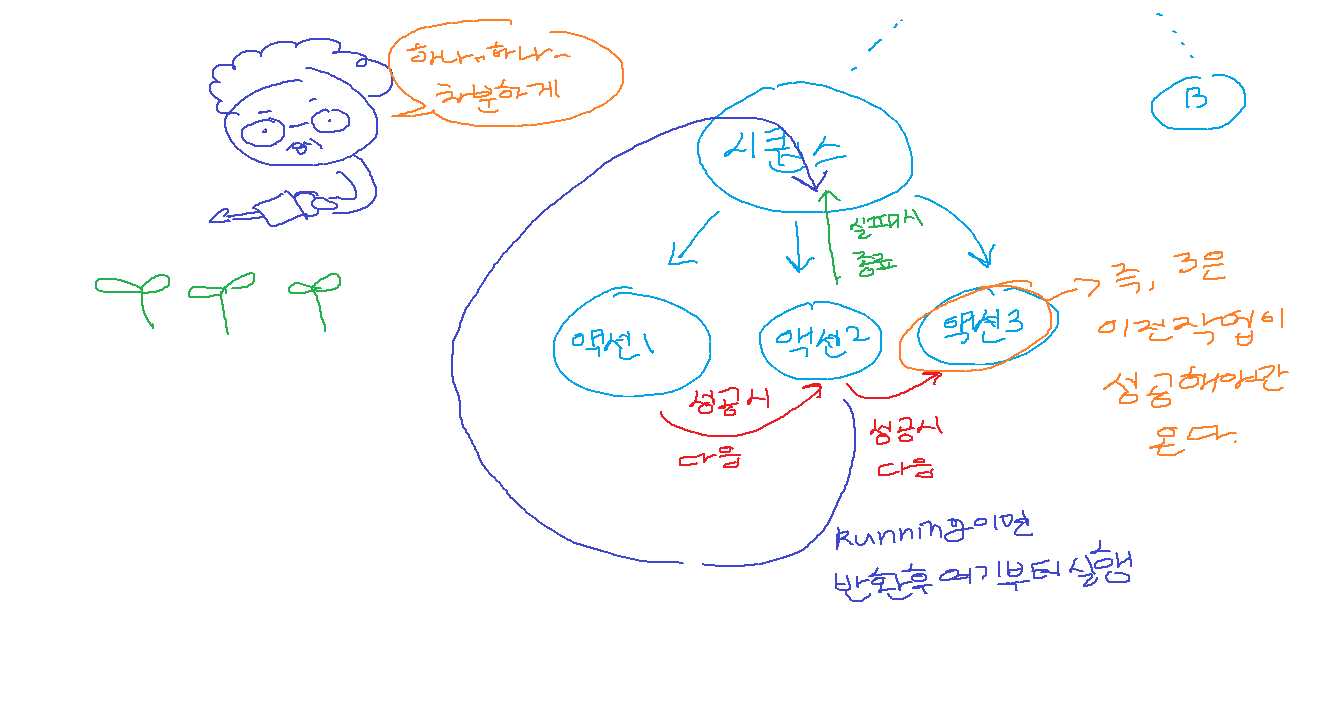 하나..하나~
차분하게
B
시퀀스
실패시
종료
액션1
액션2
액션3
즉, 3은
이전작업이
성공해야만
온다.
성공시
다음
성공시
다음
Running중이면
반환후 여기부터 실행